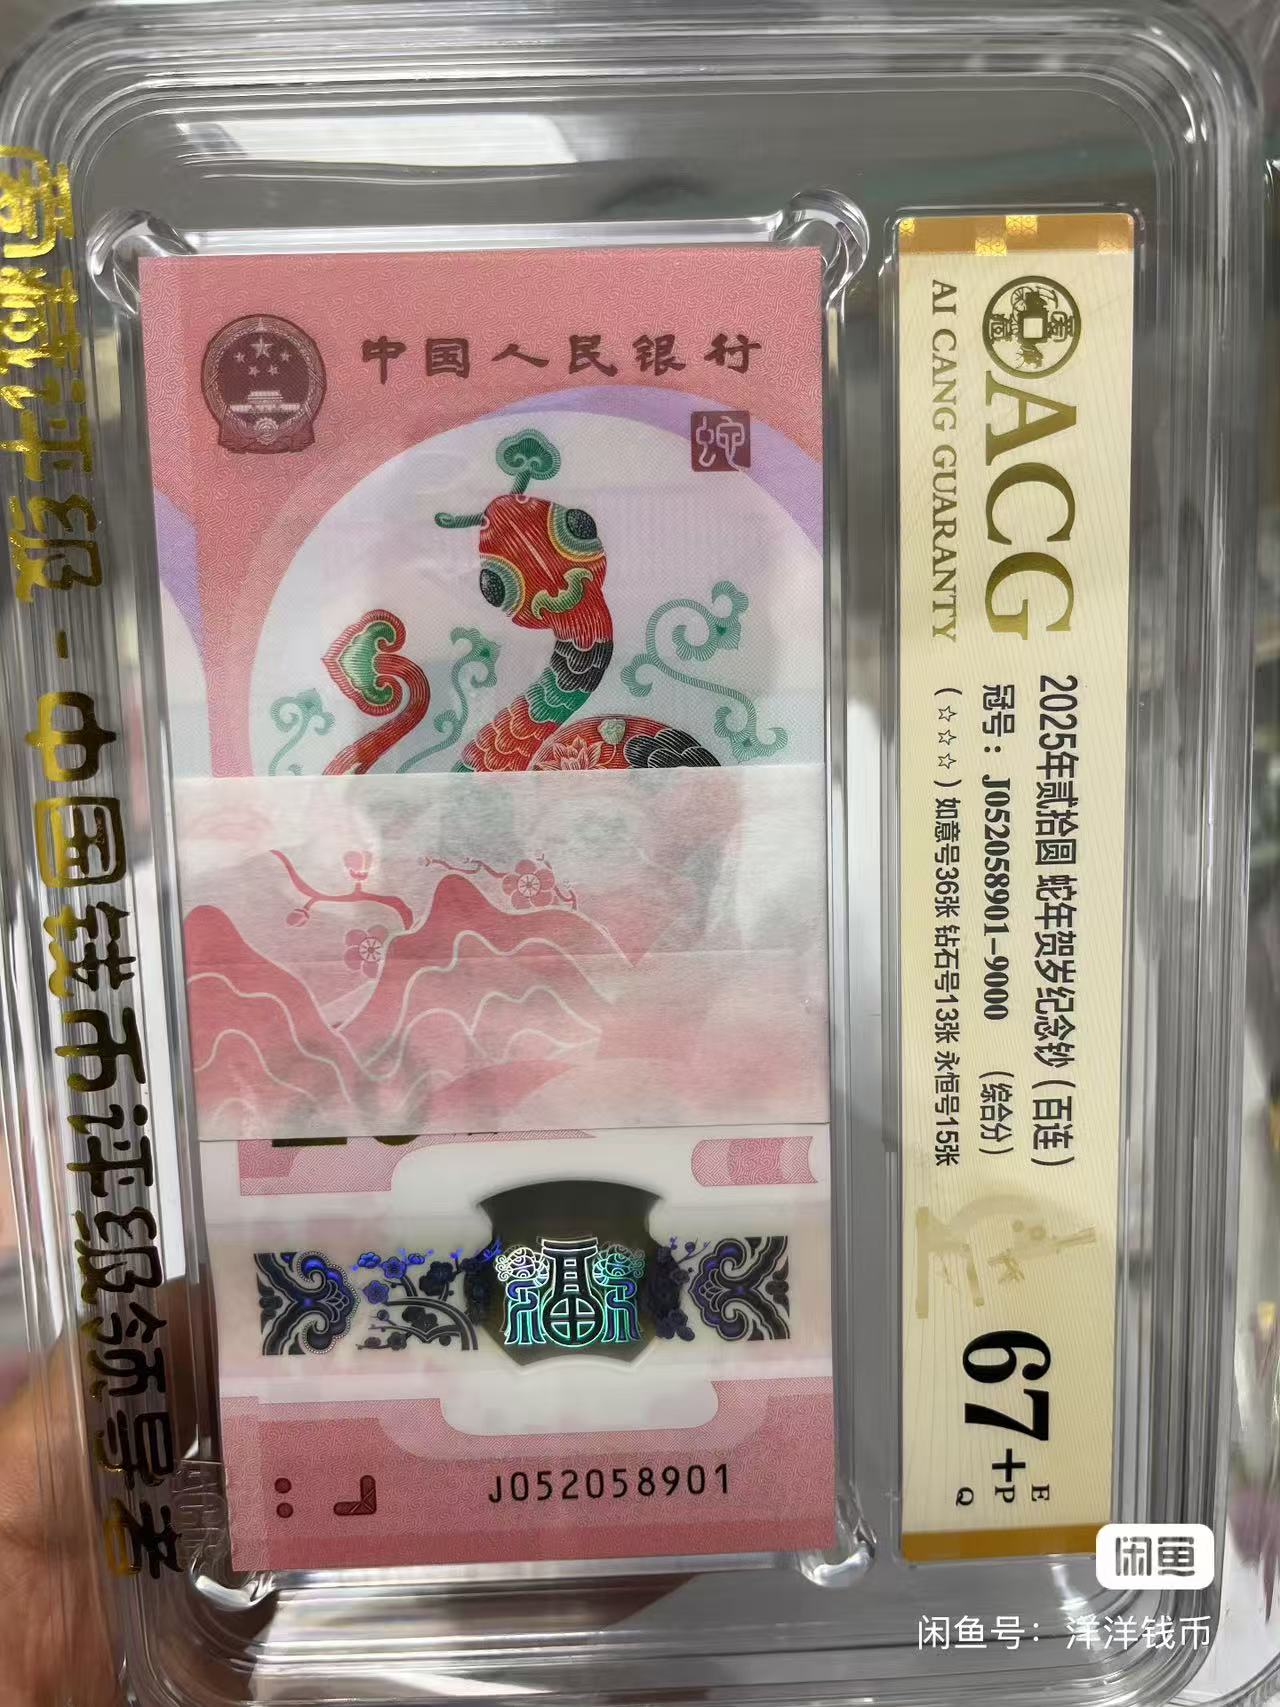 爱藏评级-中国钱币评级领导者
中国人民银行
蛇
J052058901
ACG
AI CANG GUARANTY
2025年贰拾圆 蛇年贺岁纪念钞（百连）
冠号：J052058901-9000 （综合分）
（☆☆☆）如意号36张 钻石号13张 永恒号15张
67+
E
P
Q
闲鱼
闲鱼号：洋洋钱币